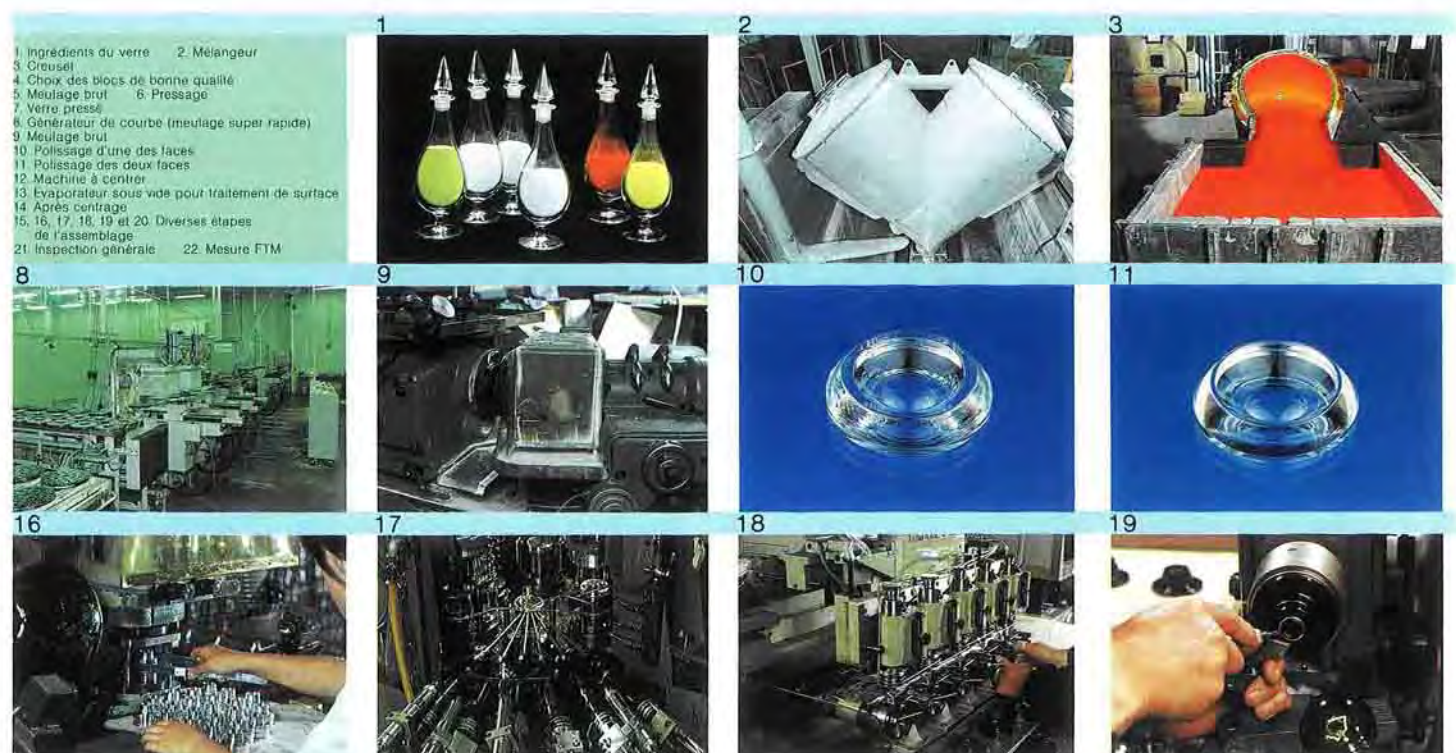 1 2 3
1. Ingrédients du verre 2. Mélangeur
3. Creuset
4. Choix des blocs de bonne qualité
5. Meulage brut 6. Pressage
7. Verre pressé
8. Générateur de courbe (meulage super rapide)
9. Meulage brut
10. Polissage d'une des faces
11. Polissage des deux faces
12. Machine à centrer
13. Evaporateur sous vide pour traitement de surface
14. Après centrage
15, 16, 17, 18, 19 et 20. Diverses étapes
de l'assemblage
21. Inspection générale 22. Mesure FTM
8 9 10 11
16 17 18 19